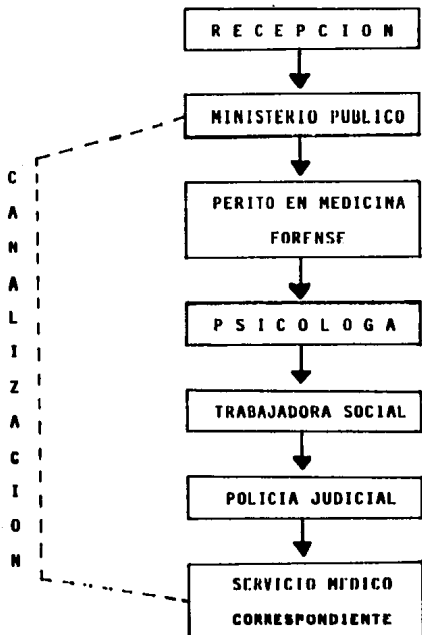 RECEPCION
MINISTERIO PUBLICO
PERITO EN MEDICINA
FORENSE
PSICOLOGA
TRABAJADORA SOCIAL
POLICIA JUDICIAL
SERVICIO MEDICO
CORRESPONDIENTE
CANALIZACION